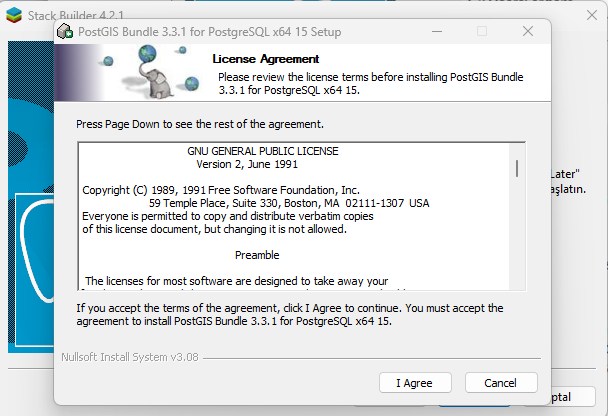 Stack Builder 4.2.1
PostGIS Bundle 3.3.1 for PostgreSQL x64 15 Setup
License Agreement
Please review the license terms before installing PostGIS Bundle
3.3.1 for PostgreSQL x64 15.
Press Page Down to see the rest of the agreement.
GNU GENERAL PUBLIC LICENSE
Version 2, June 1991
Copyright (C) 1989, 1991 Free Software Foundation, Inc.
59 Temple Place, Suite 330, Boston, MA 02111-1307 USA
Everyone is permitted to copy and distribute verbatim copies
of this license document, but changing it is not allowed.
Preamble
The licenses for most software are designed to take away your
Later"
aşlatın.
If you accept the terms of the agreement, click I Agree to continue. You must accept the
agreement to install PostGIS Bundle 3.3.1 for PostgreSQL x64 15.
Nullsoft Install System v3.08
I Agree
Cancel
ptal